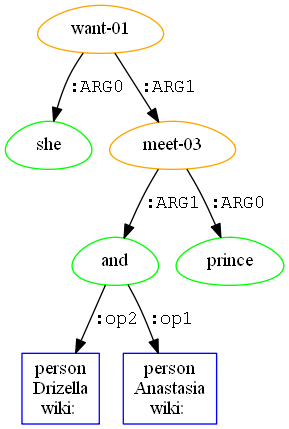 want-01
:ARG0
:ARG1
she
meet-03
:ARG1
:ARG0
and
prince
:op2
:op1
person
Drizella
wiki:
person
Anastasia
wiki: